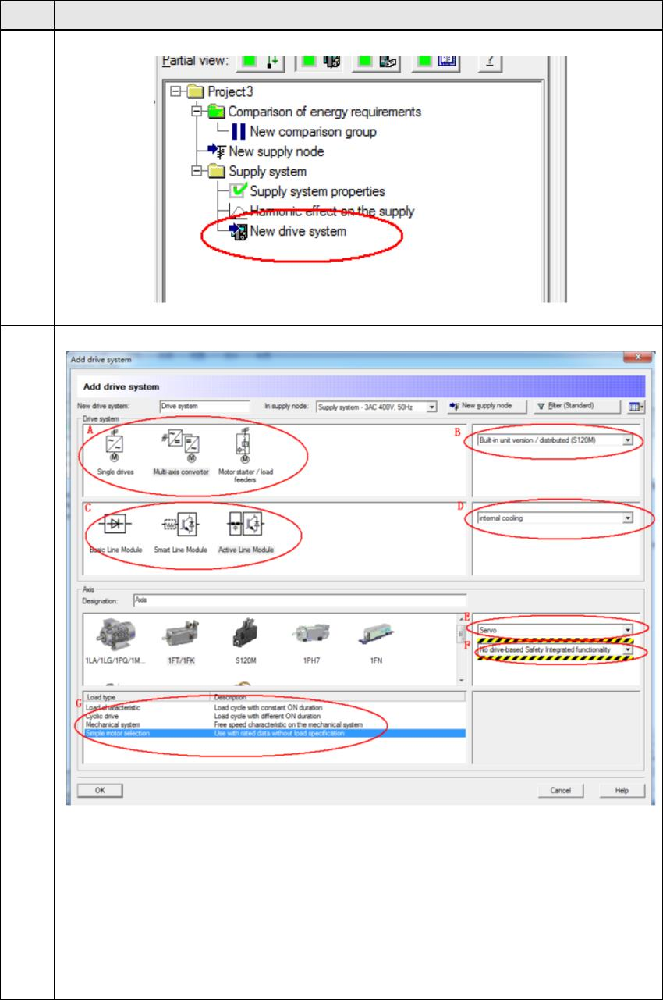 Partial view:
?
Project3
Comparison of energy requirements
New comparison group
New supply node
Supply system
Supply system properties
Harmonic effect on the supply
New drive system
Add drive system
Add drive system
New drive system: Drive system In supply node: Supply system - 3AC 400V, 50Hz New supply node Filter (Standard)
Drive system
A
B
Single drives Multi-axis converter Motor starter / load feeders
Built-in unit version / distributed (S120M)
C
D
Basic Line Module Smart Line Module Active Line Module
internal cooling
Axis
Designation: Axis
1LA/1LG/1PQ/1M... 1FT/1FK S120M 1PH7 1FN
E
Servo
F
No drive-based Safety Integrated functionality
G
Load type Description
Load characteristic Load cycle with constant ON duration
Cyclic drive Load cycle with different ON duration
Mechanical system Free speed characteristic on the mechanical system
Simple motor selection Use with rated data without load specification
OK Cancel Help